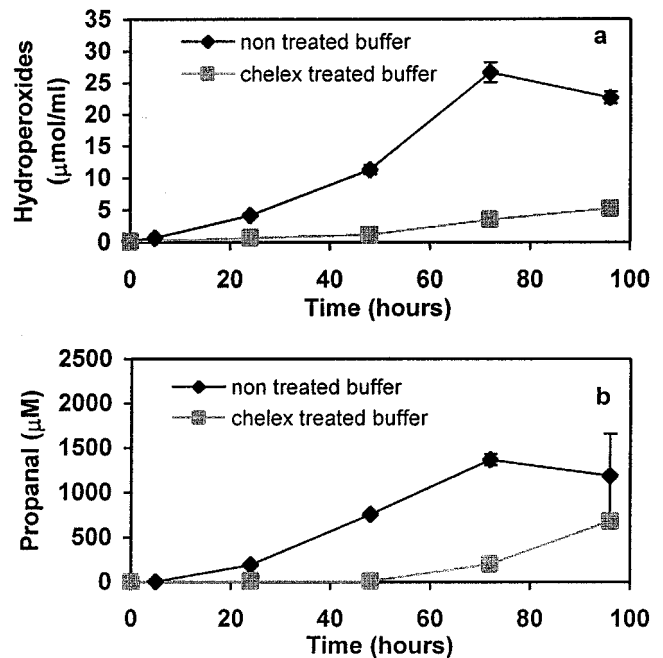 35
30
25
20
15
10
5
0
Hydroperoxides
(μmol/ml)
non treated buffer
chelex treated buffer
a
0 20 40 60 80 100
Time (hours)
2500
2000
1500
1000
500
0
Propanal (μM)
non treated buffer
chelex treated buffer
b
0 20 40 60 80 100
Time (hours)